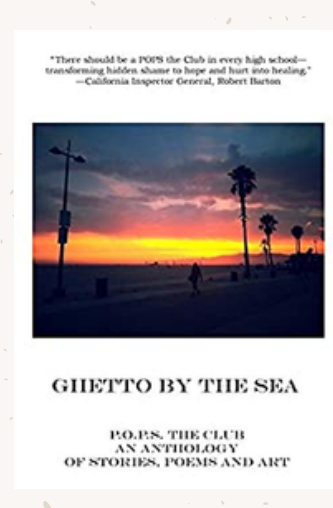 "There should be a POPS the Club in every high school—
transforming hidden shame to hope and hurt into healing."
—California Inspector General, Robert Barton
GHETTO BY THE SEA
P.O.P.S. THE CLUB
AN ANTHOLOGY
OF STORIES, POEMS AND ART